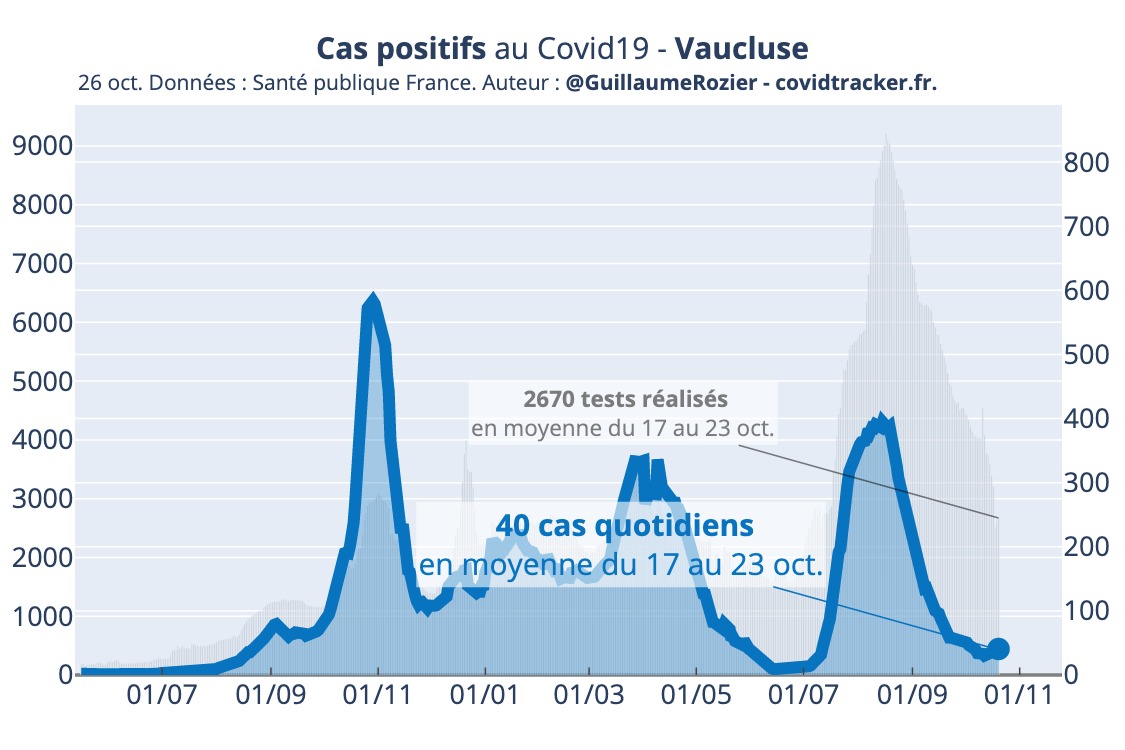 Cas positifs au Covid19 - Vaucluse
26 oct. Données : Santé publique France. Auteur : @GuillaumeRozier - covidtracker.fr.
9000
8000
7000
6000
5000
4000
3000
2000
1000
0
800
700
600
500
400
300
200
100
0
2670 tests réalisés
en moyenne du 17 au 23 oct.
40 cas quotidiens
en moyenne du 17 au 23 oct.
01/07 01/09 01/11 01/01 01/03 01/05 01/07 01/09 01/11